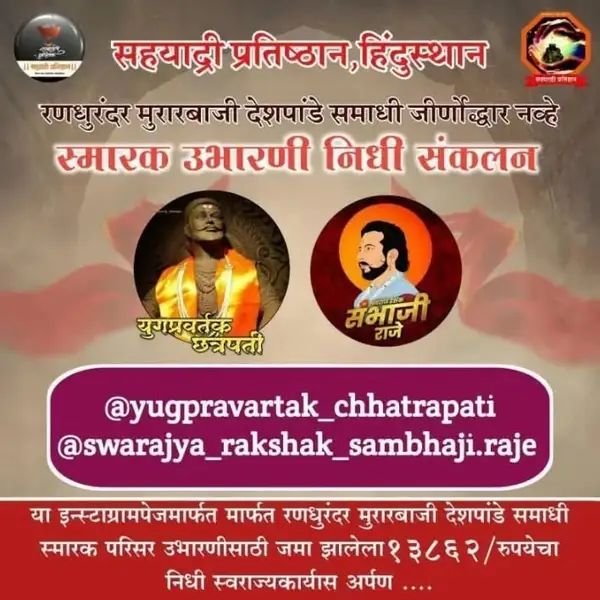 सहयाद्री प्रतिष्ठान,हिंदुस्थान
रणधुरंदर मुरारबाजी देशपांडे समाधी जीर्णोद्धार नव्हे
स्मारक उभारणी निधी संकलन
युगप्रवर्तक
छत्रपती
संभाजी
राजे
@yugpravartak_chhatrapati
@swarajya_rakshak_sambhaji.raje
या इन्स्टाग्रामपेजमार्फत मार्फत रणधुरंदर मुरारबाजी देशपांडे समाधी
स्मारक परिसर उभारणीसाठी जमा झालेला १३८६२/रुपयेचा
निधी स्वराज्यकार्यास अर्पण ....